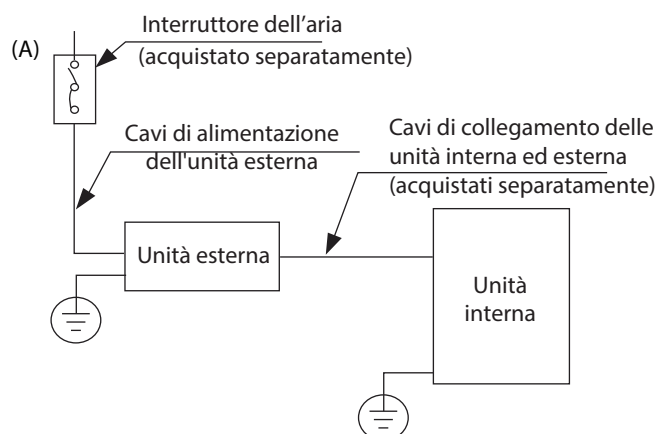 (A)
Interruttore dell'aria
(acquistato separatamente)
Cavi di alimentazione
dell'unità esterna
Cavi di collegamento delle
unità interna ed esterna
(acquistati separatamente)
Unità esterna
Unità
interna